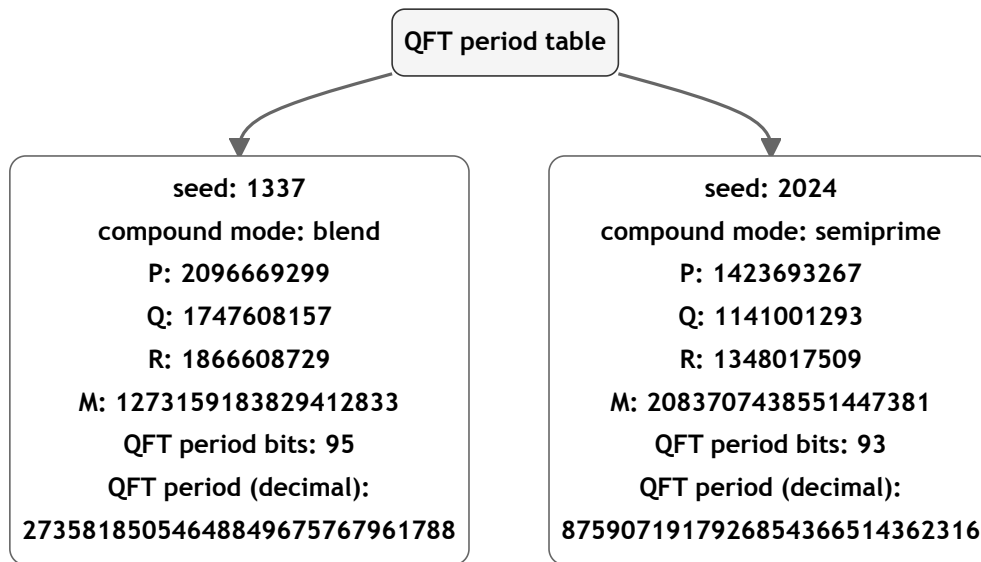 QFT period table
seed: 1337
compound mode: blend
P: 2096669299
Q: 1747608157
R: 1866608729
M: 1273159183829412833
QFT period bits: 95
QFT period (decimal):
27358185054648849675767961788
seed: 2024
compound mode: semiprime
P: 1423693267
Q: 1141001293
R: 1348017509
M: 2083707438551447381
QFT period bits: 93
QFT period (decimal):
8759071917926854366514362316